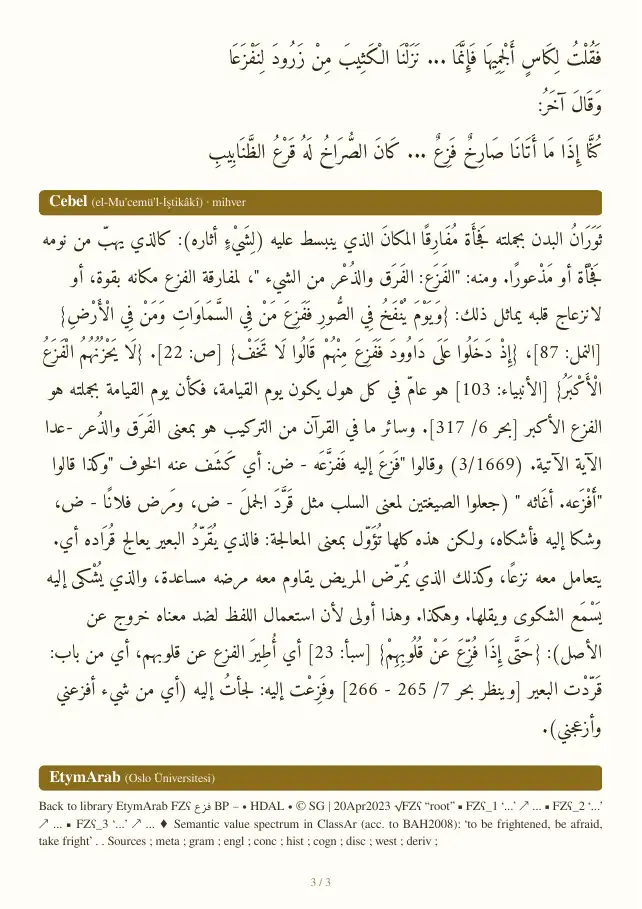 فَقُلْتُ لِكَاسٍ أَلْجِمِيهَا فَإِنَّمَا ... نَزَلْنَا الْكَثِيبَ مِنْ زَرُودَ لِنَفْزَعَا
وَقَالَ آخَرُ:
كُنَّا إِذَا مَا أَتَانَا صَارِخٌ فَزِعٌ ... كَانَ الصُّرَاخُ لَهُ قَرْعُ الظَّنَابِيبِ
Cebel (el-Mu'cemü'l-İştikâkî) · mihver
ثَوَرَانُ البدن بجملته فَجْأَة مُفَارِقًا المكانَ الذي ينبسط عليه (لِشَيْءٍ أثاره): كالذي يهبّ من نومه
فَجْأة أو مَذْعورًا. ومنه: "الفَزَع: الفَرَق والذُعْر من الشيء "، لمفارقة الفزع مكانه بقوة، أو
لانزعاج قلبه يماثل ذلك: {وَيَوْمَ يُنْفَخُ فِي الصُّورِ فَفَزِعَ مَنْ فِي السَّمَاوَاتِ وَمَنْ فِي الْأَرْضِ}
[النمل: 87]، {إِذْ دَخَلُوا عَلَى دَاوُودَ فَفَزِعَ مِنْهُمْ قَالُوا لَا تَخَفْ} [ص: 22]. {لَا يَحْزُنُهُمُ الْفَزَعُ
الْأَكْبَرُ} [الأنبياء: 103] هو عامّ في كل هول يكون يوم القيامة، فكأن يوم القيامة بجملته هو
الفزع الأكبر [بحر 6/ 317]. وسائر ما في القرآن من التركيب هو بمعنى الفَرَق والذُعر -عدا
الآية الآتية. (3/1669) وقالوا "فَزعَ إليه ففزَّعَه - ض: أي كَشَف عنه الخوف "وكذا قالوا
"أفْزَعه. أغاثه " (جعلوا الصيغتين لمعنى السلب مثل قَرَّدَ الجملَ - ض، ومَرض فلانًا - ض،
وشكا إليه فأشكاه، ولكن هذه كلها تُؤَوّل بمعنى المعالجة: فالذي يُقَرّدُ البعير يعالج قُرَاده أي.
يتعامل معه نزعًا، وكذلك الذي يُمرّض المريض يقاوم معه مرضه مساعدة، والذي يُشْكى إليه
يَسْمَع الشكوى ويقلها. وهكذا. وهذا أولى لأن استعمال اللفظ لضد معناه خروج عن
الأصل): {حَتَّى إِذَا فُزِّعَ عَنْ قُلُوبِهِمْ} [سبأ: 23] أي أُطِيرَ الفزع عن قلوبهم، أي من باب:
قَرّدْت البعير [وينظر بحر 7/ 265 - 266] وفَزِعْت إليه: لجأتُ إليه (أي من شيء أفزعني
وأزعجني).
EtymArab (Oslo Üniversitesi)
Back to library EtymArab FZʕ فزع BP – • HDAL • © SG | 20Apr2023 √FZʕ “root” ▪ FZʕ_1 ‘...’ ↗ ... ▪ FZʕ_2 ‘...’
↗ ... ▪ FZʕ_3 ‘...’ ↗ ... ♦ Semantic value spectrum in ClassAr (acc. to BAH2008): ‘to be frightened, be afraid,
take fright’ . . Sources ; meta ; gram ; engl ; conc ; hist ; cogn ; disc ; west ; deriv ;
3 / 3